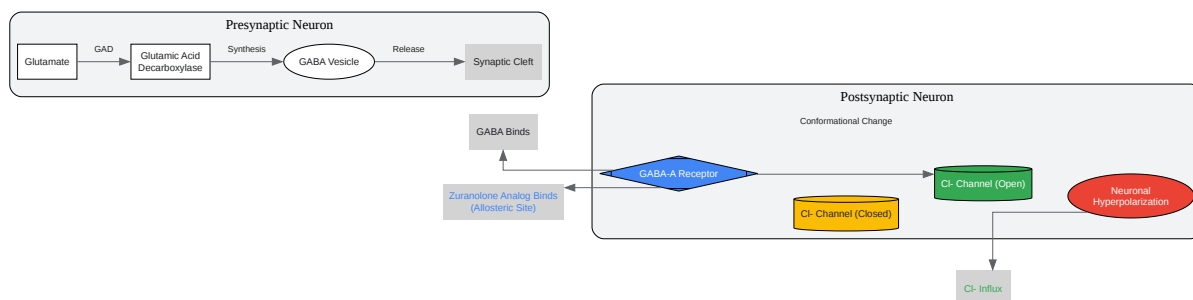 Presynaptic Neuron
Glutamate
GAD
Glutamic Acid
Decarboxylase
Synthesis
GABA Vesicle
Release
Synaptic Cleft
Postsynaptic Neuron
Conformational Change
GABA Binds
GABA-A Receptor
Zuranolone Analog Binds
(Allosteric Site)
Cl- Channel (Open)
Cl- Channel (Closed)
Neuronal
Hyperpolarization
Cl- Influx